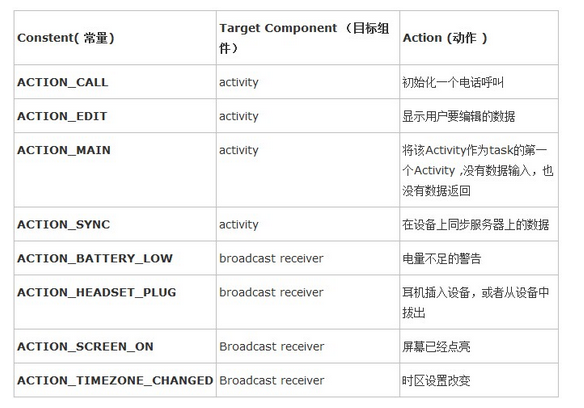 Constent( 常量)
Target Component （目标组
件）
Action (动作 )
ACTION_CALL
activity
初始化一个电话呼叫
ACTION_EDIT
activity
显示用户要编辑的数据
ACTION_MAIN
activity
将该Activity作为task的第一
个Activity ,没有数据输入，也
没有数据返回
ACTION_SYNC
activity
在设备上同步服务器上的数据
ACTION_BATTERY_LOW
broadcast receiver
电量不足的警告
ACTION_HEADSET_PLUG
broadcast receiver
耳机插入设备，或者从设备中
拔出
ACTION_SCREEN_ON
Broadcast receiver
屏幕已经点亮
ACTION_TIMEZONE_CHANGED
Broadcast receiver
时区设置改变